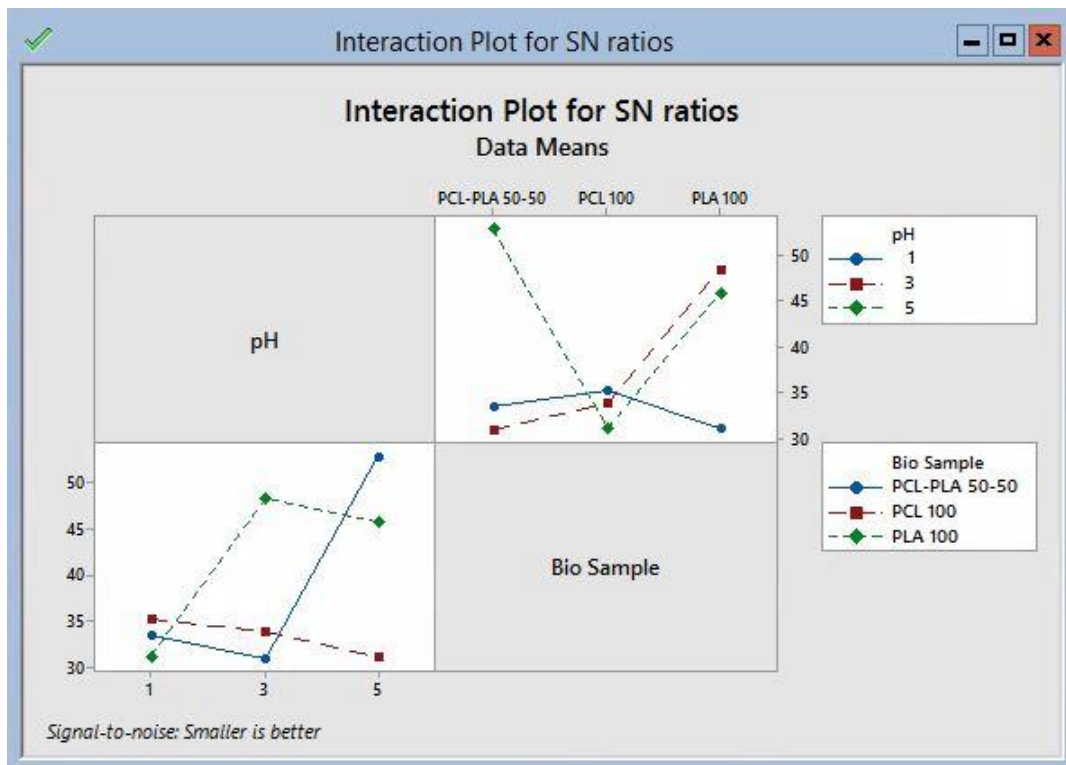 Interaction Plot for SN ratios
Interaction Plot for SN ratios
Data Means
PCL-PLA 50-50 PCL 100 PLA 100
pH
50
45
40
35
30
pH
1
3
5
50
45
40
35
30
1 3 5
Bio Sample
Bio Sample
PCL-PLA 50-50
PCL 100
PLA 100
Signal-to-noise: Smaller is better